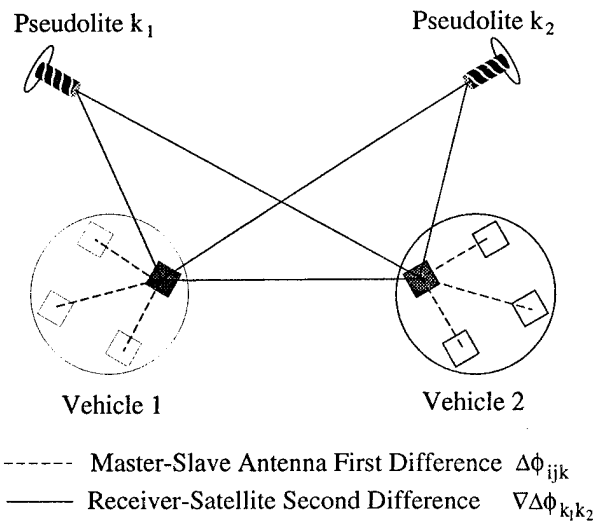 Pseudolite k₁
Pseudolite k₂
Vehicle 1
Vehicle 2
Master-Slave Antenna First Difference Δϕᵢⱼₖ
Receiver-Satellite Second Difference ∇Δϕₖ₁ₖ₂